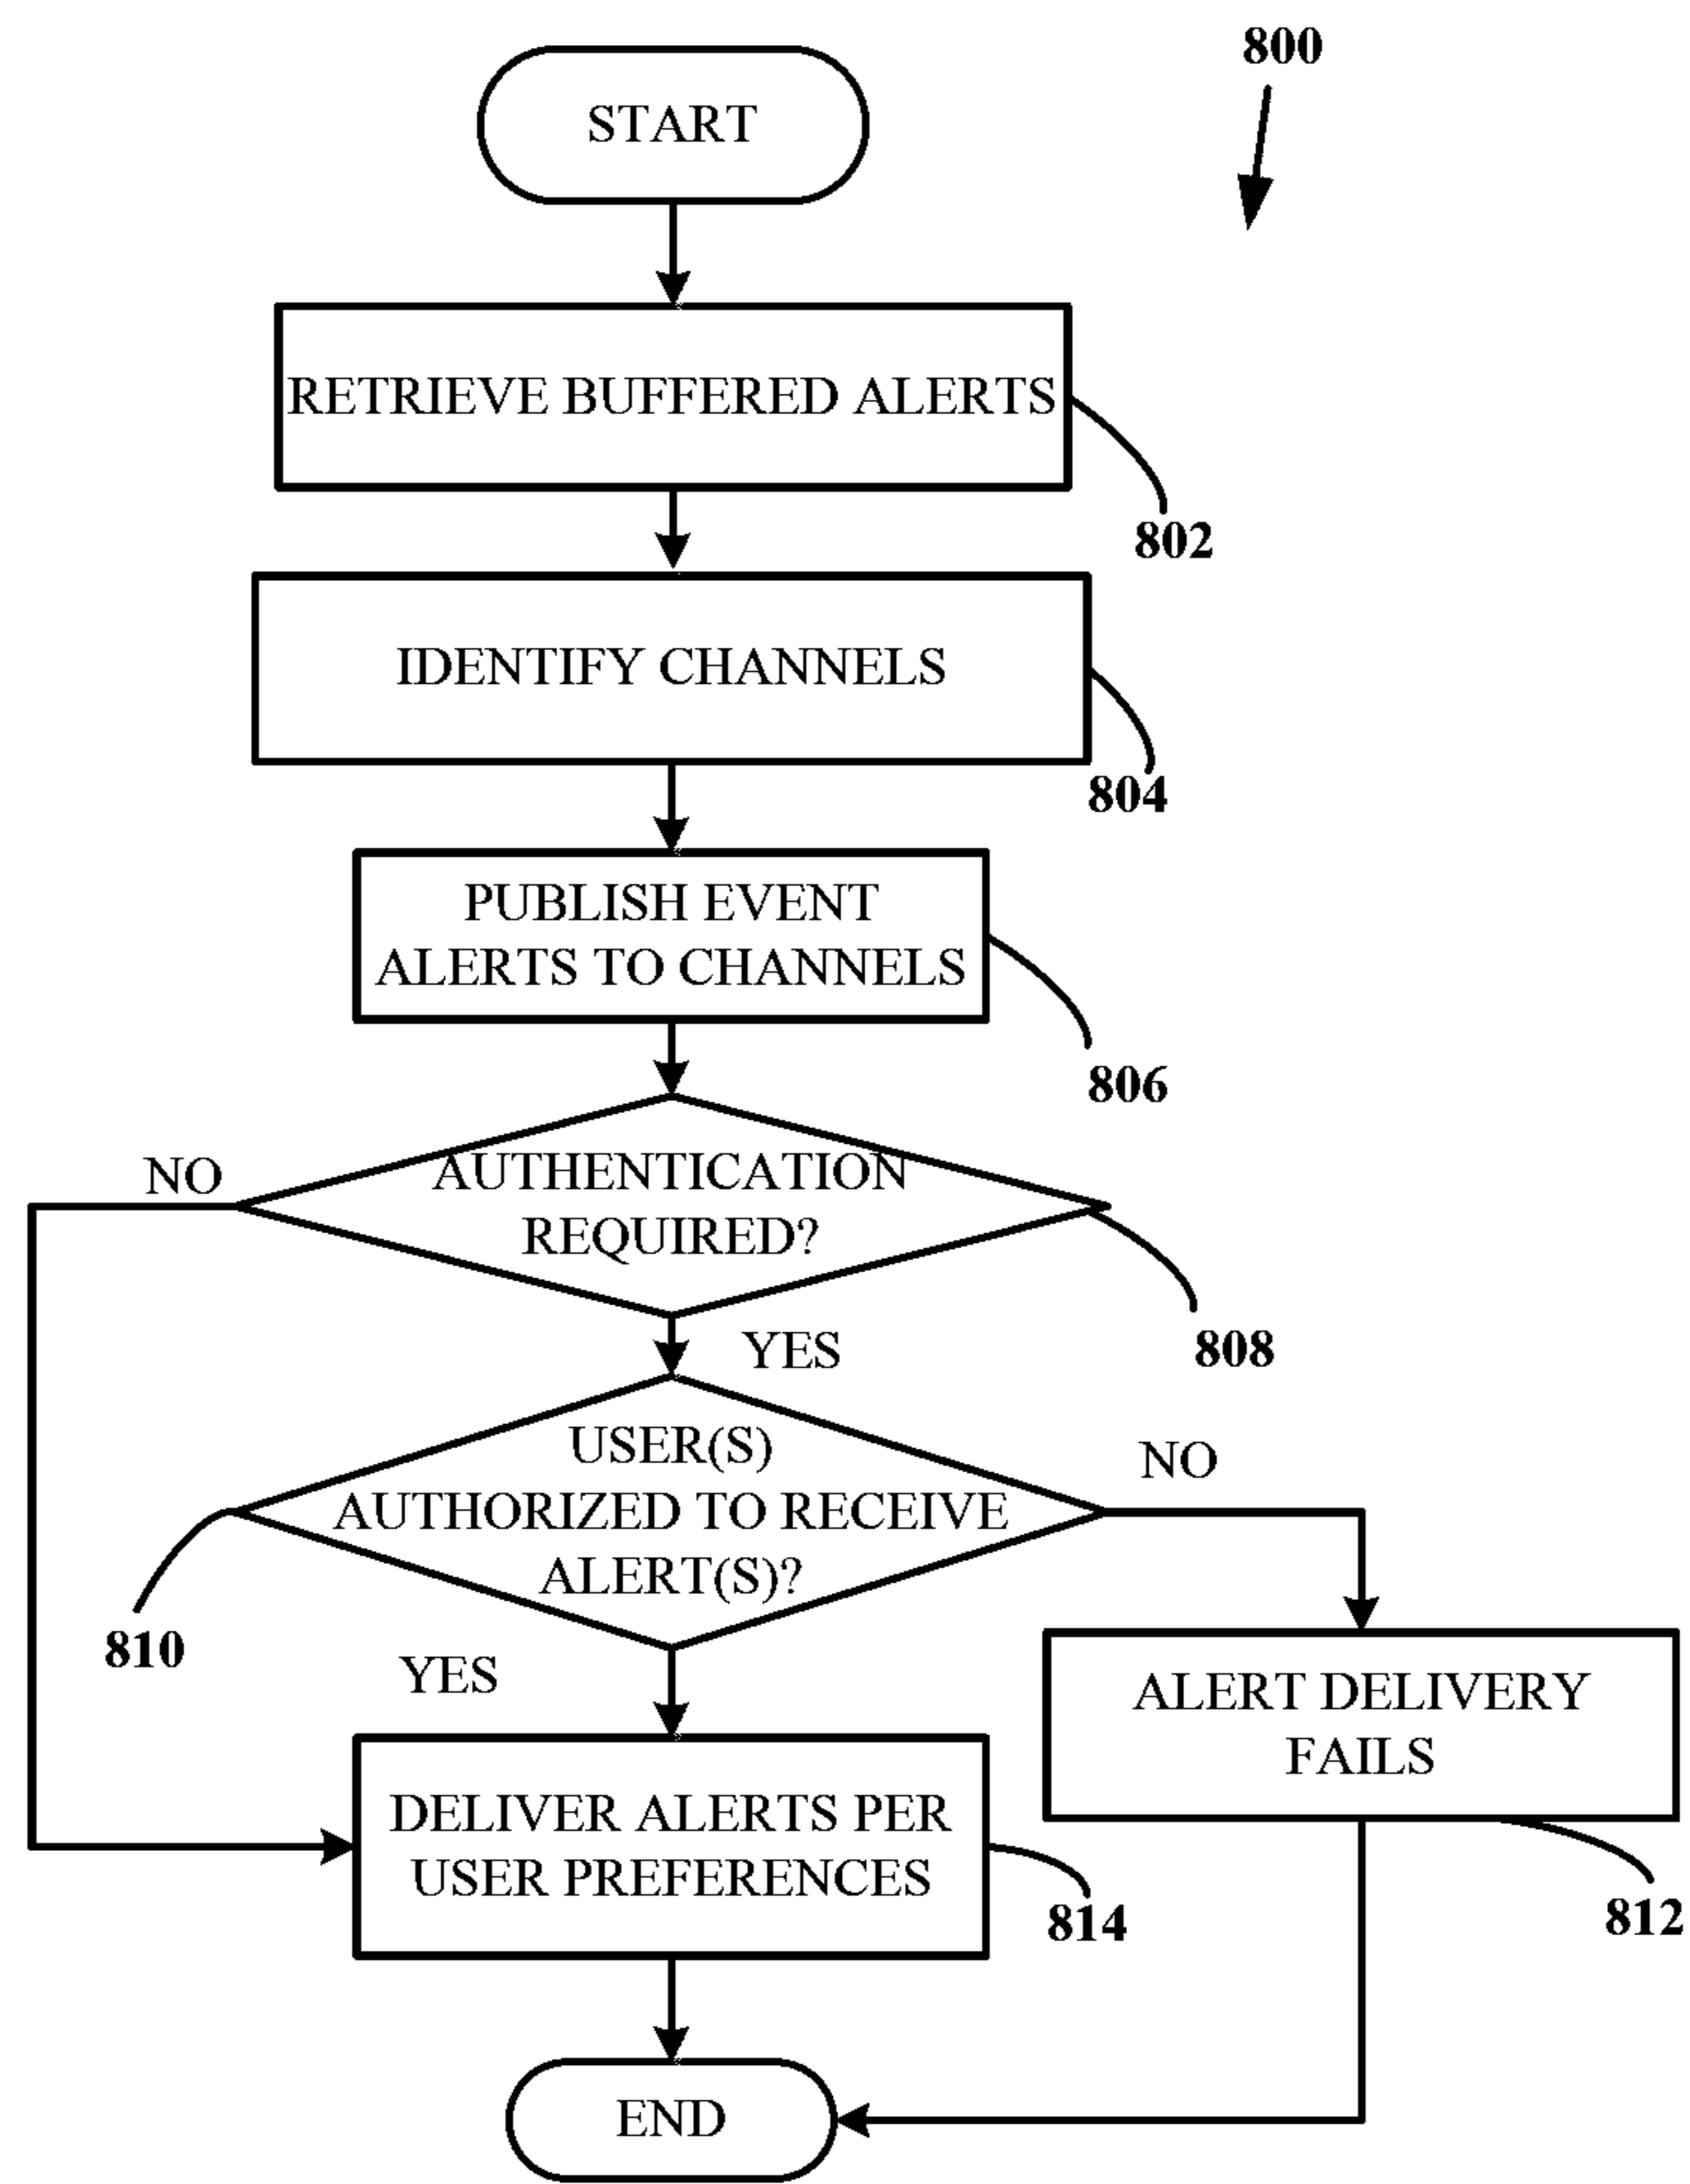 800
START
RETRIEVE BUFFERED ALERTS
802
IDENTIFY CHANNELS
804
PUBLISH EVENT
ALERTS TO CHANNELS
806
NO
AUTHENTICATION
REQUIRED?
YES
808
USER(S)
AUTHORIZED TO RECEIVE
ALERT(S)?
NO
810
YES
ALERT DELIVERY
FAILS
812
DELIVER ALERTS PER
USER PREFERENCES
814
END